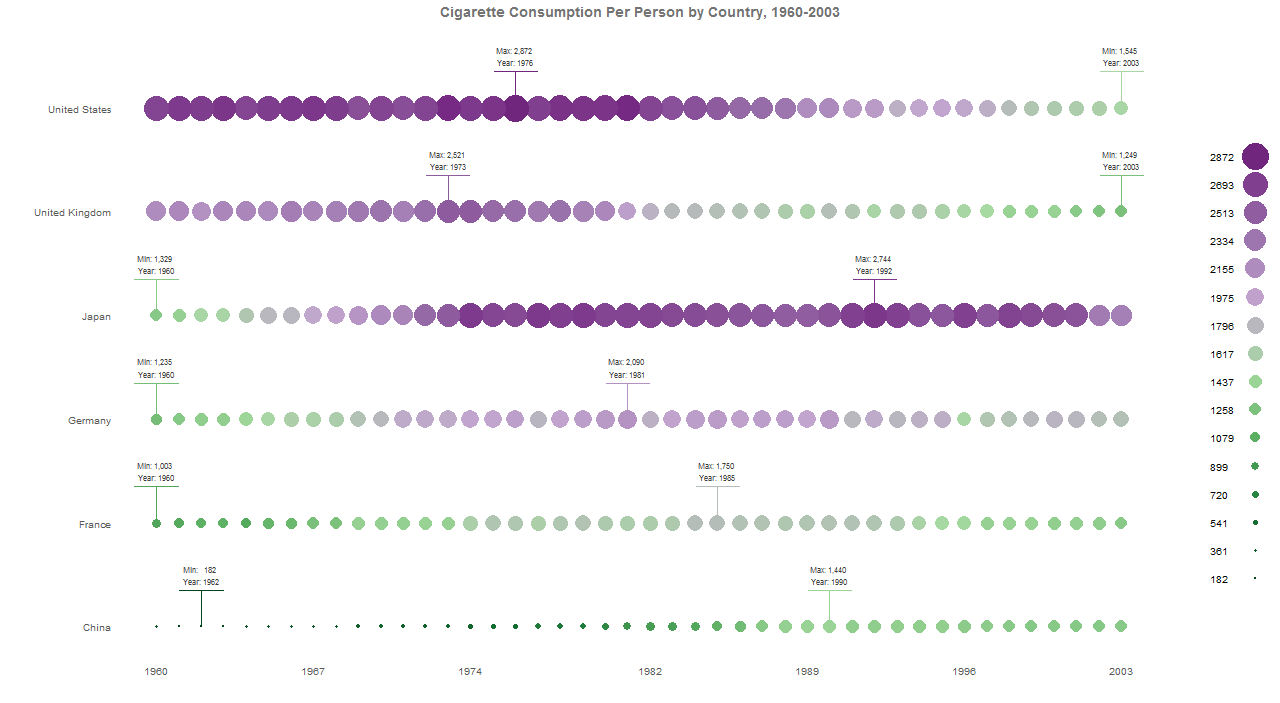 Cigarette Consumption Per Person by Country, 1960-2003
Max: 2,872
Year: 1976
Min: 1,545
Year: 2003
United States
Max: 2,521
Year: 1973
Min: 1,249
Year: 2003
United Kingdom
Min: 1,329
Year: 1960
Max: 2,744
Year: 1992
Japan
Min: 1,235
Year: 1960
Max: 2,090
Year: 1981
Germany
Min: 1,003
Year: 1960
Max: 1,750
Year: 1985
France
Min: 182
Year: 1962
Max: 1,440
Year: 1990
China
1960 1967 1974 1982 1989 1996 2003
2872
2693
2513
2334
2155
1975
1796
1617
1437
1258
1079
899
720
541
361
182